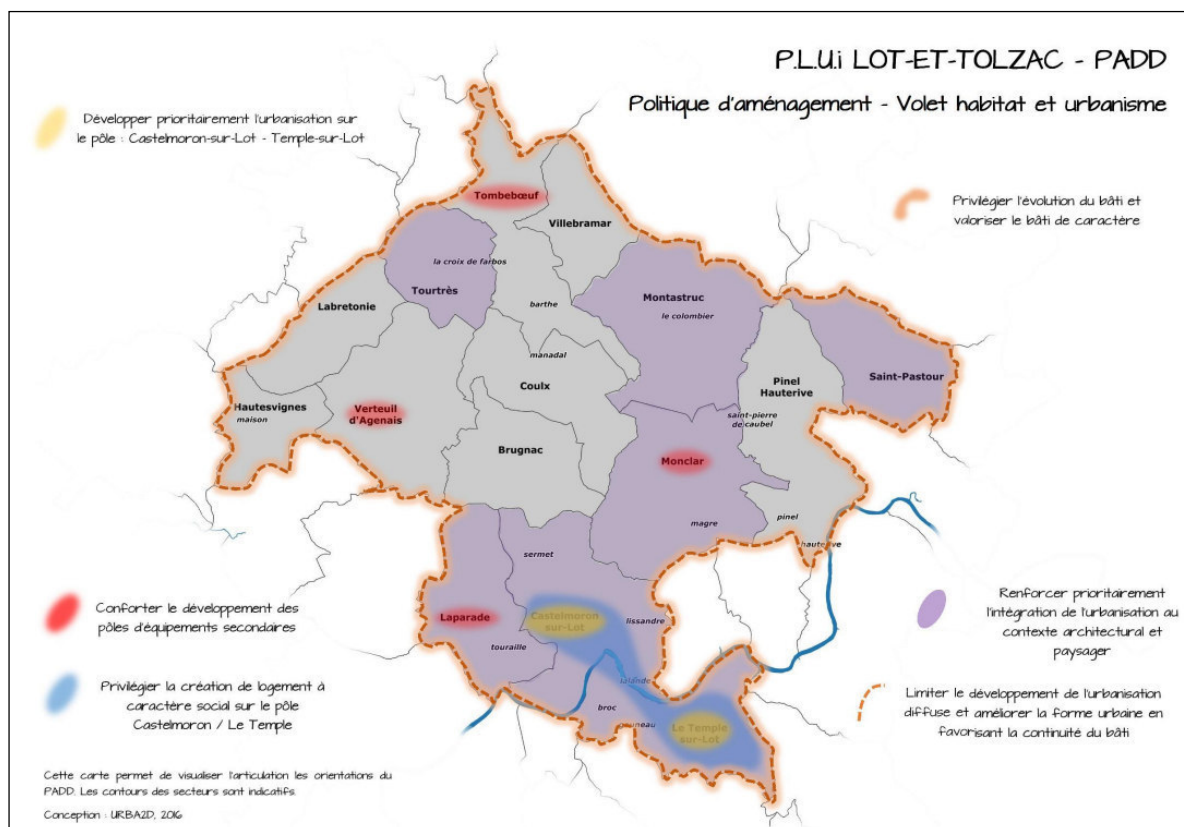 P.L.U.i LOT-ET-TOLZAC - PADD
Politique d'aménagement - Volet habitat et urbanisme
Développer prioritairement l'urbanisation sur
le pôle : Castelmoron-sur-Lot - Temple-sur-Lot
Privilégier l'évolution du bâti et
valoriser le bâti de caractère
Tombebœuf
Villebramar
la croix de farbos
Tourtrès
Labretonie
barthe
Montastruc
le colombier
manadal
Coulx
Pinel
Hauterive
Saint-Pastour
Hautesvignes
maison
Verteuil
d'Agenais
saint-pierre
de caubel
Brugnac
Monclar
magre
pinel
hauterive
sermet
Laparade
Castelmoron
sur-Lot
lissandre
touraille
lalande
broc
Le Temple
sur-Lot
Conforter le développement des
pôles d'équipements secondaires
Privilégier la création de logement à
caractère social sur le pôle
Castelmoron / Le Temple
Renforcer prioritairement
l'intégration de l'urbanisation au
contexte architectural et
paysager
Limiter le développement de l'urbanisation
diffuse et améliorer la forme urbaine en
favorisant la continuité du bâti
Cette carte permet de visualiser l'articulation les orientations du
PADD. Les contours des secteurs sont indicatifs.
Conception : URBA2D, 2016